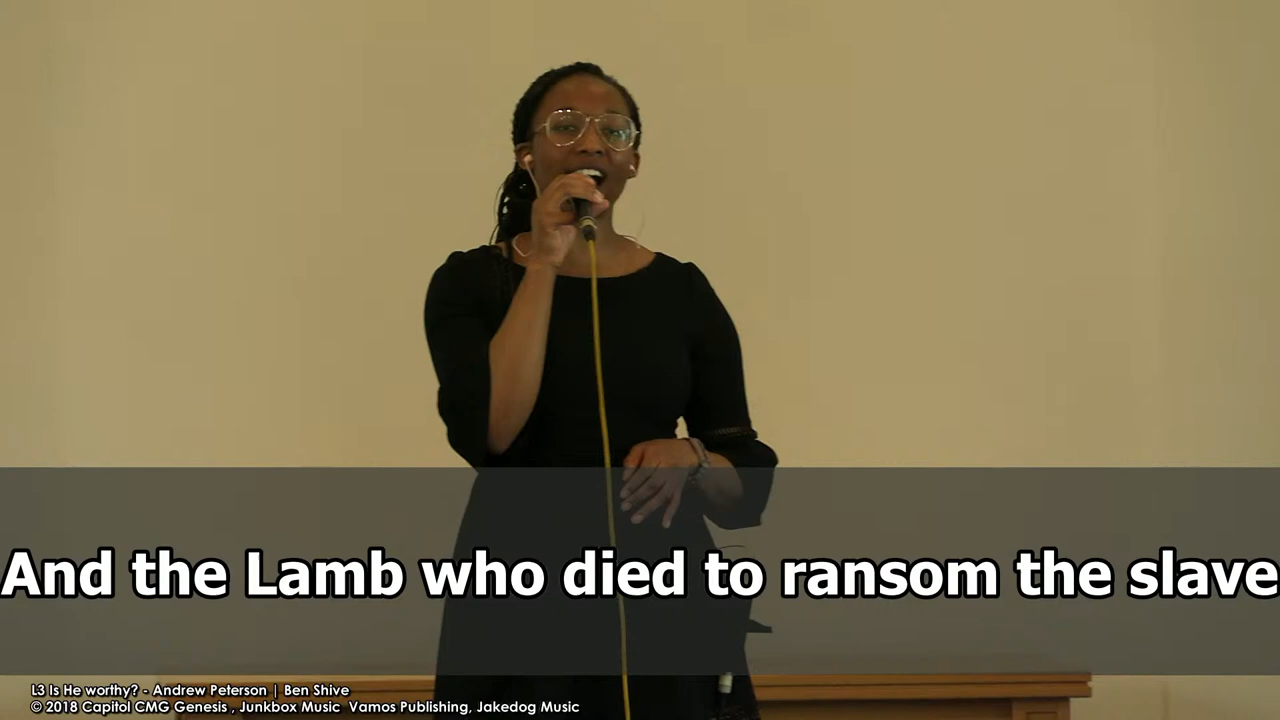 And the Lamb who died to ransom the slave
L3 Is He worthy? - Andrew Peterson | Ben Shive
© 2018 Capitol CMG Genesis , Junkbox Music  Vamos Publishing, Jakedog Music